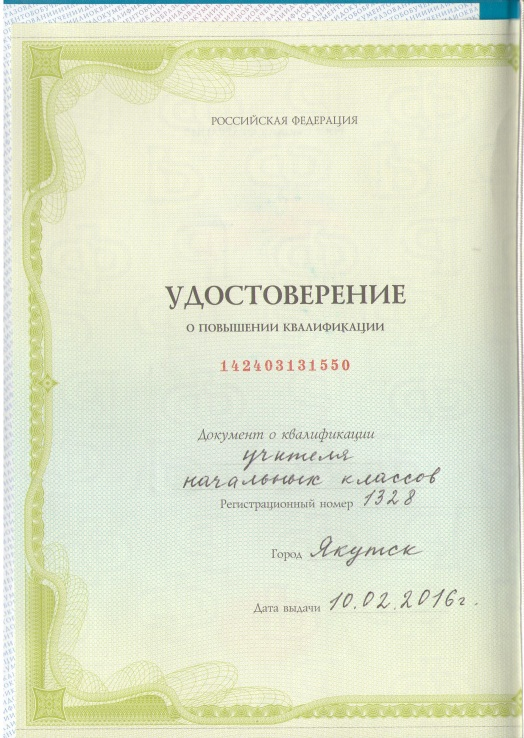 РОССИЙСКАЯ ФЕДЕРАЦИЯ
УДОСТОВЕРЕНИЕ
О ПОВЫШЕНИИ КВАЛИФИКАЦИИ
142403131550
Документ о квалификации
учителя
начальных классов
Регистрационный номер 1328
Город Якутск
Дата выдачи 10.02.2016г.